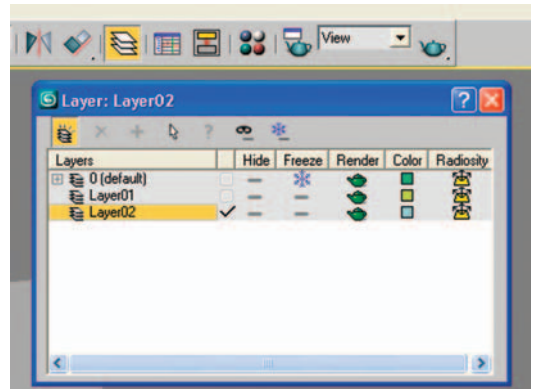 View
Layer: Layer02
Layers Hide Freeze Render Color Radiosity
0 (default)
Layer01
Layer02